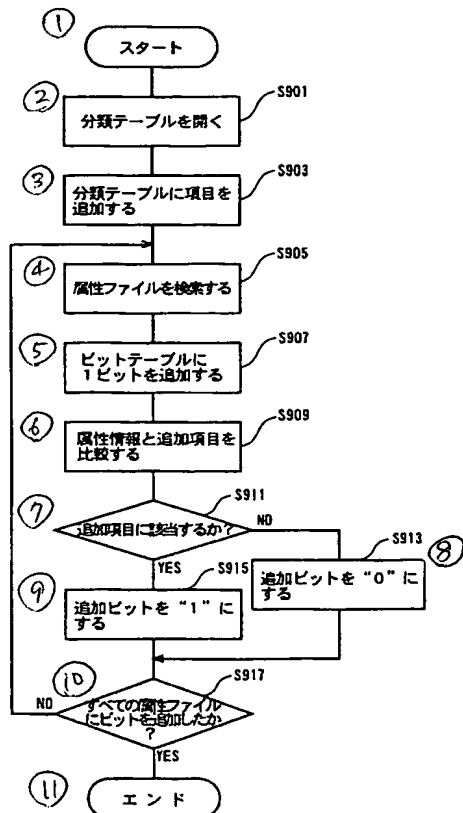 ①
スタート
②
S901
分類テーブルを開く
③
S903
分類テーブルに項目を
追加する
④
S905
属性ファイルを検索する
⑤
S907
ビットテーブルに
1ビットを追加する
⑥
S909
属性情報と追加項目を
比較する
⑦
S911
追加項目に該当するか?
NO
YES
⑧
S913
追加ビットを“0”に
する
⑨
S915
追加ビットを“1”に
する
⑩
S917
すべての属性ファイル
にビットを追加したか
?
NO
YES
⑪
エンド